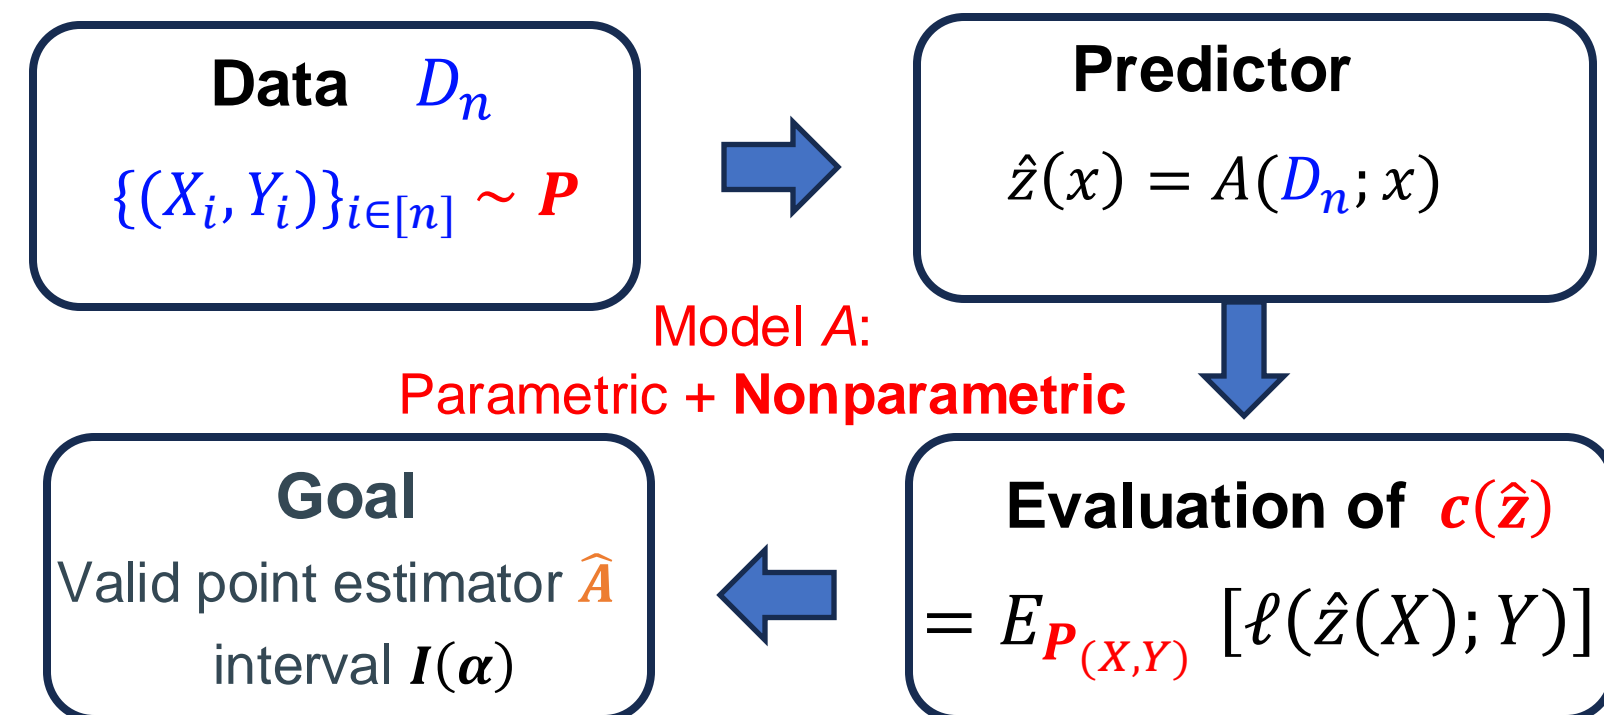 Data D_n
{(X_i, Y_i)}_{i∈[n]} ~ P
Predictor
ẑ(x) = A(D_n; x)
Model A:
Parametric + Nonparametric
Goal
Valid point estimator Â
interval I(α)
Evaluation of c(ẑ)
= E_{P_(X,Y)} [ℓ(ẑ(X); Y)]